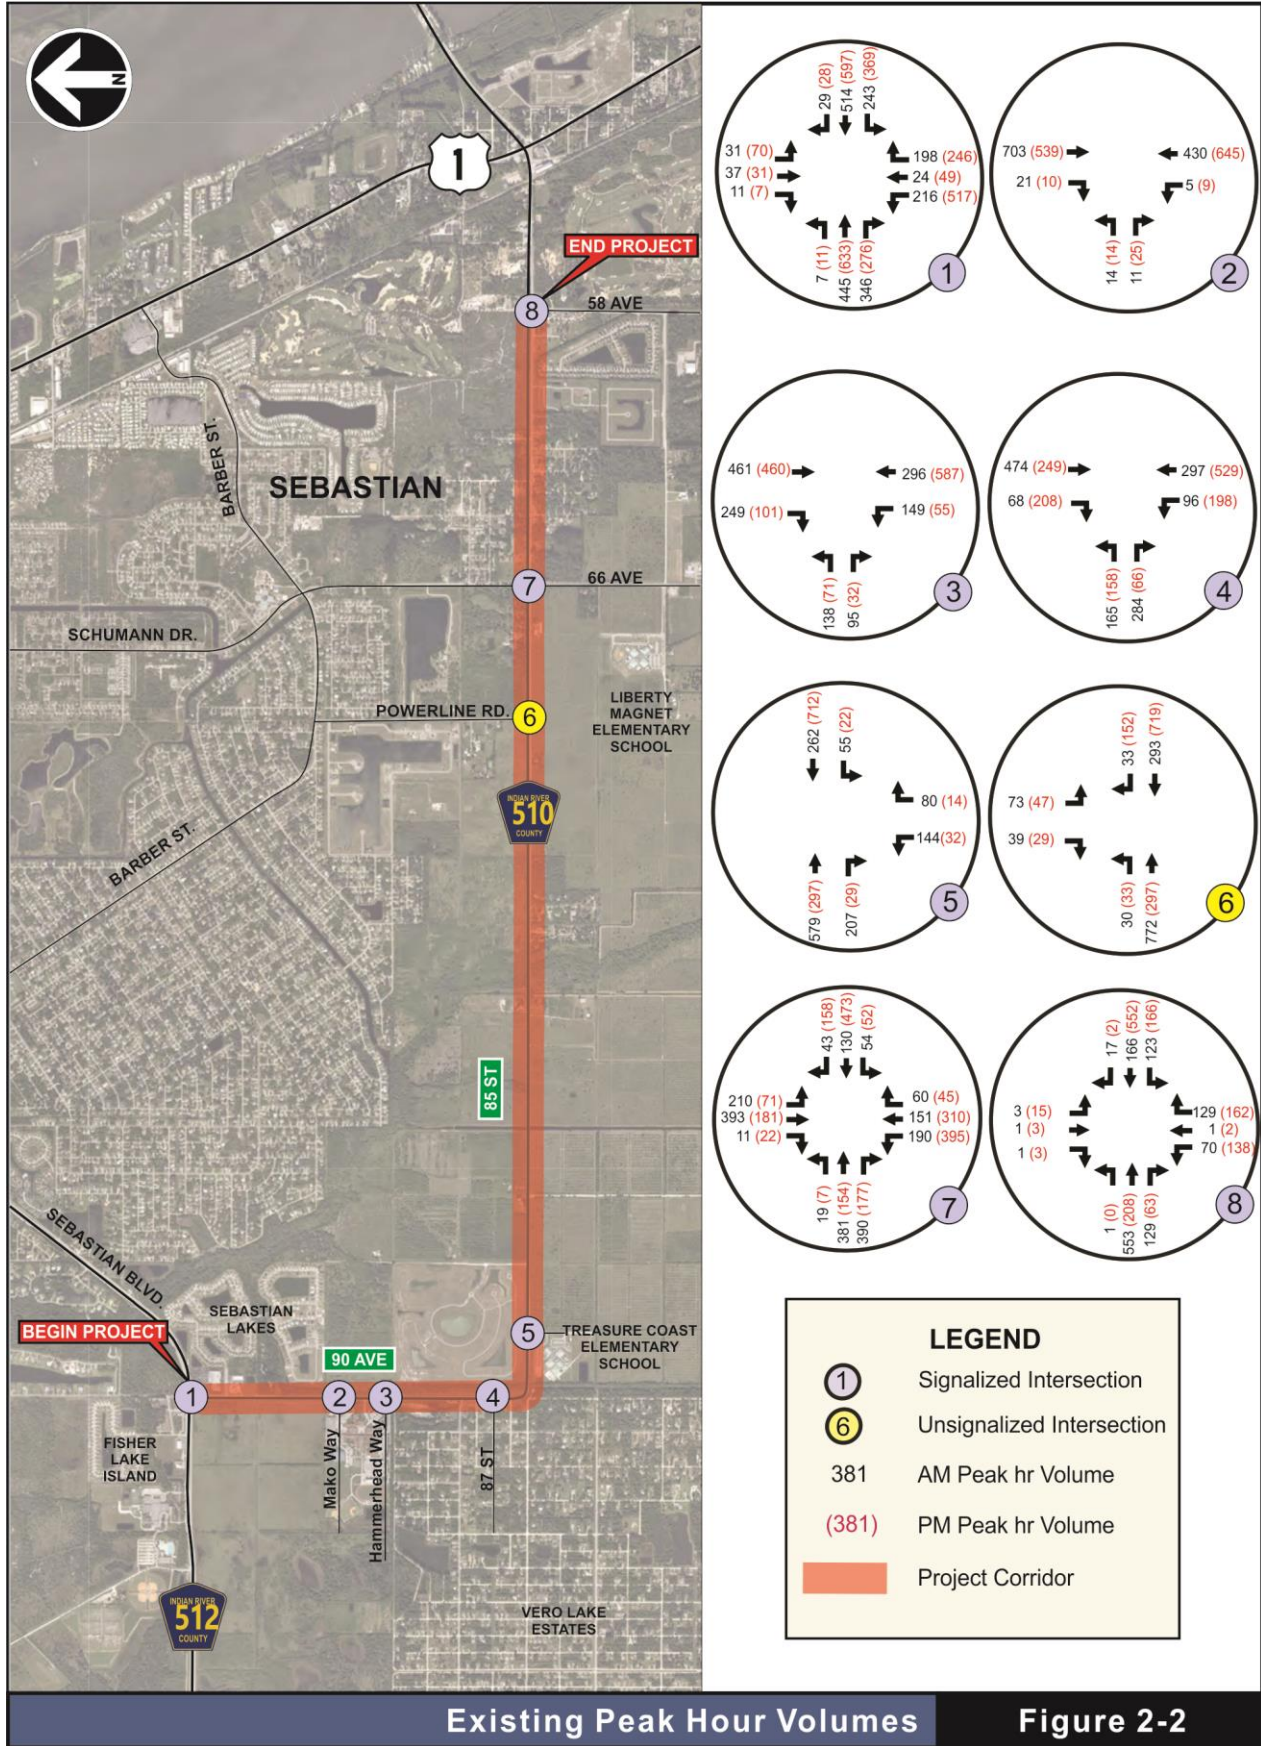 N
1
END PROJECT
8
58 AVE
BARBER ST.
SEBASTIAN
7
66 AVE
SCHUMANN DR.
POWERLINE RD.
6
LIBERTY
MAGNET
ELEMENTARY
SCHOOL
INDIAN RIVER
510
COUNTY
BARBER ST.
85 ST
SEBASTIAN BLVD.
SEBASTIAN
LAKES
BEGIN PROJECT
90 AVE
5
TREASURE COAST
ELEMENTARY
SCHOOL
1
2
3
4
FISHER
LAKE
ISLAND
Mako Way
Hammerhead Way
87 ST
INDIAN RIVER
512
COUNTY
VERO LAKE
ESTATES
29 (28)
514 (597)
243 (369)
31 (70)
37 (31)
11 (7)
198 (246)
24 (49)
216 (517)
7 (11)
445 (633)
346 (276)
1
703 (539)
21 (10)
430 (645)
5 (9)
14 (14)
11 (25)
2
461 (460)
249 (101)
296 (587)
149 (55)
138 (71)
95 (32)
3
474 (249)
68 (208)
297 (529)
96 (198)
165 (158)
284 (66)
4
262 (712)
55 (22)
80 (14)
144(32)
579 (297)
207 (29)
5
33 (152)
293 (719)
73 (47)
39 (29)
30 (33)
772 (297)
6
43 (158)
130 (473)
54 (52)
210 (71)
393 (181)
11 (22)
60 (45)
151 (310)
190 (395)
19 (7)
381 (154)
390 (177)
7
17 (2)
166 (552)
123 (166)
3 (15)
1 (3)
1 (3)
129 (162)
1 (2)
70 (138)
1 (0)
553 (208)
129 (63)
8
LEGEND
1 Signalized Intersection
6 Unsignalized Intersection
381 AM Peak hr Volume
(381) PM Peak hr Volume
Project Corridor
Existing Peak Hour Volumes
Figure 2-2